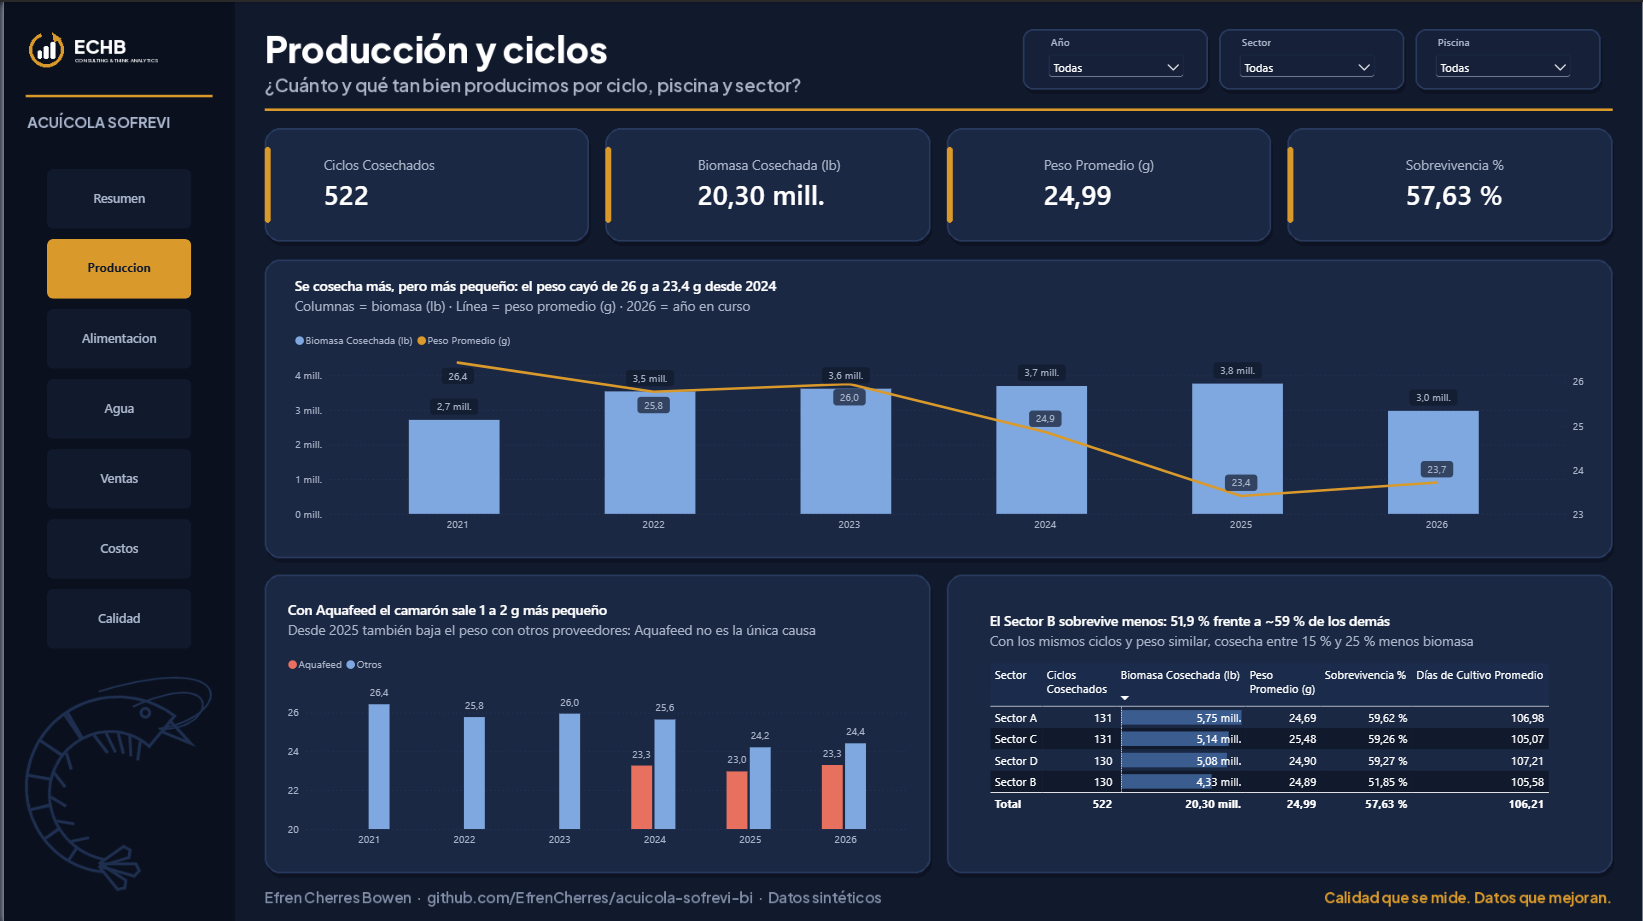 ECHB
CONSULTING & THINK ANALYTICS
ACUÍCOLA SOFREVI
Resumen
Produccion
Alimentacion
Agua
Ventas
Costos
Calidad
Producción y ciclos
¿Cuánto y qué tan bien producimos por ciclo, piscina y sector?
Año
Todas
Sector
Todas
Piscina
Todas
Ciclos Cosechados
522
Biomasa Cosechada (lb)
20,30 mill.
Peso Promedio (g)
24,99
Sobrevivencia %
57,63 %
Se cosecha más, pero más pequeño: el peso cayó de 26 g a 23,4 g desde 2024
Columnas = biomasa (lb) · Línea = peso promedio (g) · 2026 = año en curso
Biomasa Cosechada (lb) Peso Promedio (g)
4 mill.
3 mill.
2 mill.
1 mill.
0 mill.
26,4
2,7 mill.
3,5 mill.
25,8
3,6 mill.
26,0
3,7 mill.
24,9
3,8 mill.
23,4
3,0 mill.
23,7
26
25
24
23
2021 2022 2023 2024 2025 2026
Con Aquafeed el camarón sale 1 a 2 g más pequeño
Desde 2025 también baja el peso con otros proveedores: Aquafeed no es la única causa
Aquafeed Otros
26
24
22
20
26,4
25,8
26,0
23,3
25,6
23,0
24,2
23,3
24,4
2021 2022 2023 2024 2025 2026
El Sector B sobrevive menos: 51,9 % frente a ~59 % de los demás
Con los mismos ciclos y peso similar, cosecha entre 15 % y 25 % menos biomasa
Sector Ciclos Cosechados Biomasa Cosechada (lb) Peso Promedio (g) Sobrevivencia % Días de Cultivo Promedio
Sector A 131 5,75 mill. 24,69 59,62 % 106,98
Sector C 131 5,14 mill. 25,48 59,26 % 105,07
Sector D 130 5,08 mill. 24,90 59,27 % 107,21
Sector B 130 4,33 mill. 24,89 51,85 % 105,58
Total 522 20,30 mill. 24,99 57,63 % 106,21
Efren Cherres Bowen · github.com/EfrenCherres/acuicola-sofrevi-bi · Datos sintéticos
Calidad que se mide. Datos que mejoran.